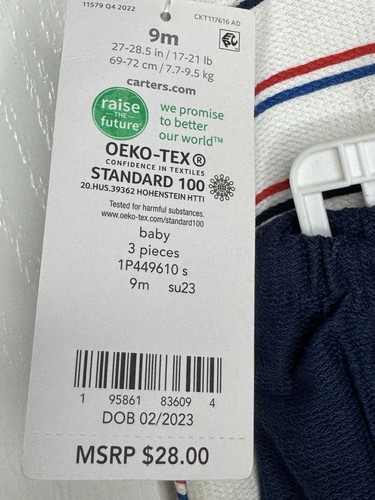 11579 Q4 2022
CKT117616 AD
9m
27-28.5 in / 17-21 lb
69-72 cm / 7.7-9.5 kg
carters.com
raise
THE
future™
we promise
to better
our world™
OEKO-TEX®
CONFIDENCE IN TEXTILES
STANDARD 100
20.HUS.39362 HOHENSTEIN HTTI
Tested for harmful substances.
www.oeko-tex.com/standard100
baby
3 pieces
1P449610 s
9m su23
1 95861 83609 4
DOB 02/2023
MSRP $28.00